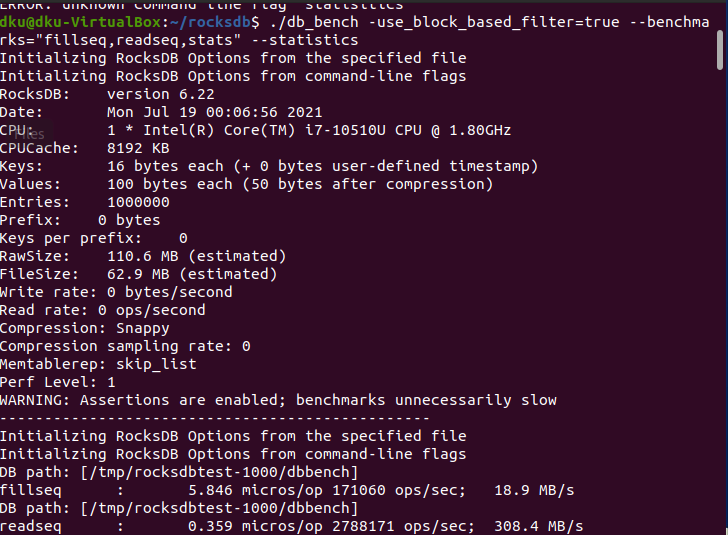 ERROR: unknown command line flag 'statistics'
dku@dku-VirtualBox:~/rocksdb$ ./db_bench -use_block_based_filter=true --benchma
rks="fillseq,readseq,stats" --statistics
Initializing RocksDB Options from the specified file
Initializing RocksDB Options from command-line flags
RocksDB:    version 6.22
Date:       Mon Jul 19 00:06:56 2021
CPU:        1 * Intel(R) Core(TM) i7-10510U CPU @ 1.80GHz
Files
CPUCache:   8192 KB
Keys:       16 bytes each (+ 0 bytes user-defined timestamp)
Values:     100 bytes each (50 bytes after compression)
Entries:    1000000
Prefix:    0 bytes
Keys per prefix:    0
RawSize:    110.6 MB (estimated)
FileSize:   62.9 MB (estimated)
Write rate: 0 bytes/second
Read rate: 0 ops/second
Compression: Snappy
Compression sampling rate: 0
Memtablerep: skip_list
Perf Level: 1
WARNING: Assertions are enabled; benchmarks unnecessarily slow
------------------------------------------------
Initializing RocksDB Options from the specified file
Initializing RocksDB Options from command-line flags
DB path: [/tmp/rocksdbtest-1000/dbbench]
fillseq      :       5.846 micros/op 171060 ops/sec;   18.9 MB/s
DB path: [/tmp/rocksdbtest-1000/dbbench]
readseq      :       0.359 micros/op 2788171 ops/sec;  308.4 MB/s